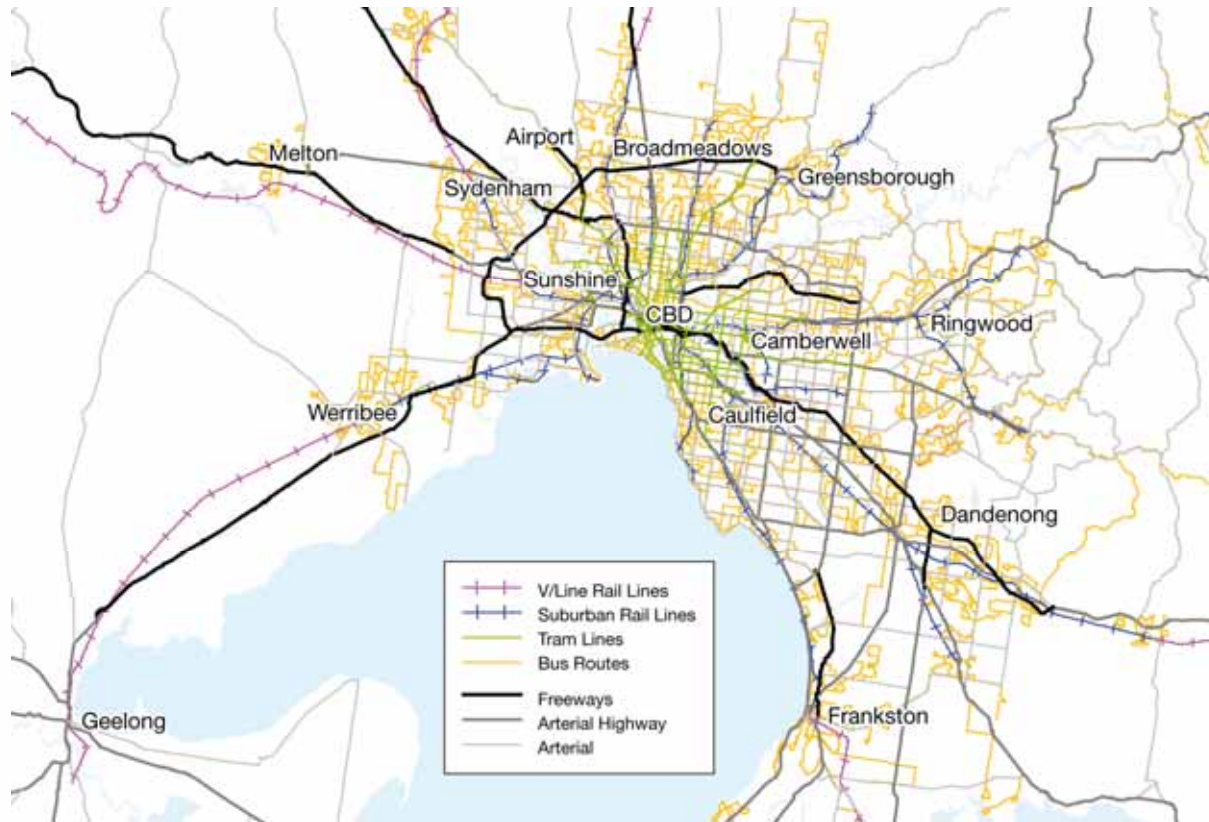 Airport
Broadmeadows
Melton
Sydenham
Greensborough
Sunshine
CBD
Ringwood
Camberwell
Werribee
Caulfield
Dandenong
V/Line Rail Lines
Suburban Rail Lines
Tram Lines
Bus Routes
Freeways
Arterial Highway
Arterial
Geelong
Frankston